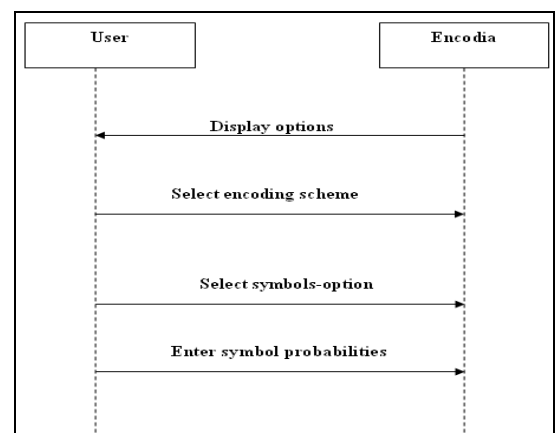 User
Encodia
Display options
Select encoding scheme
Select symbols-option
Enter symbol probabilities